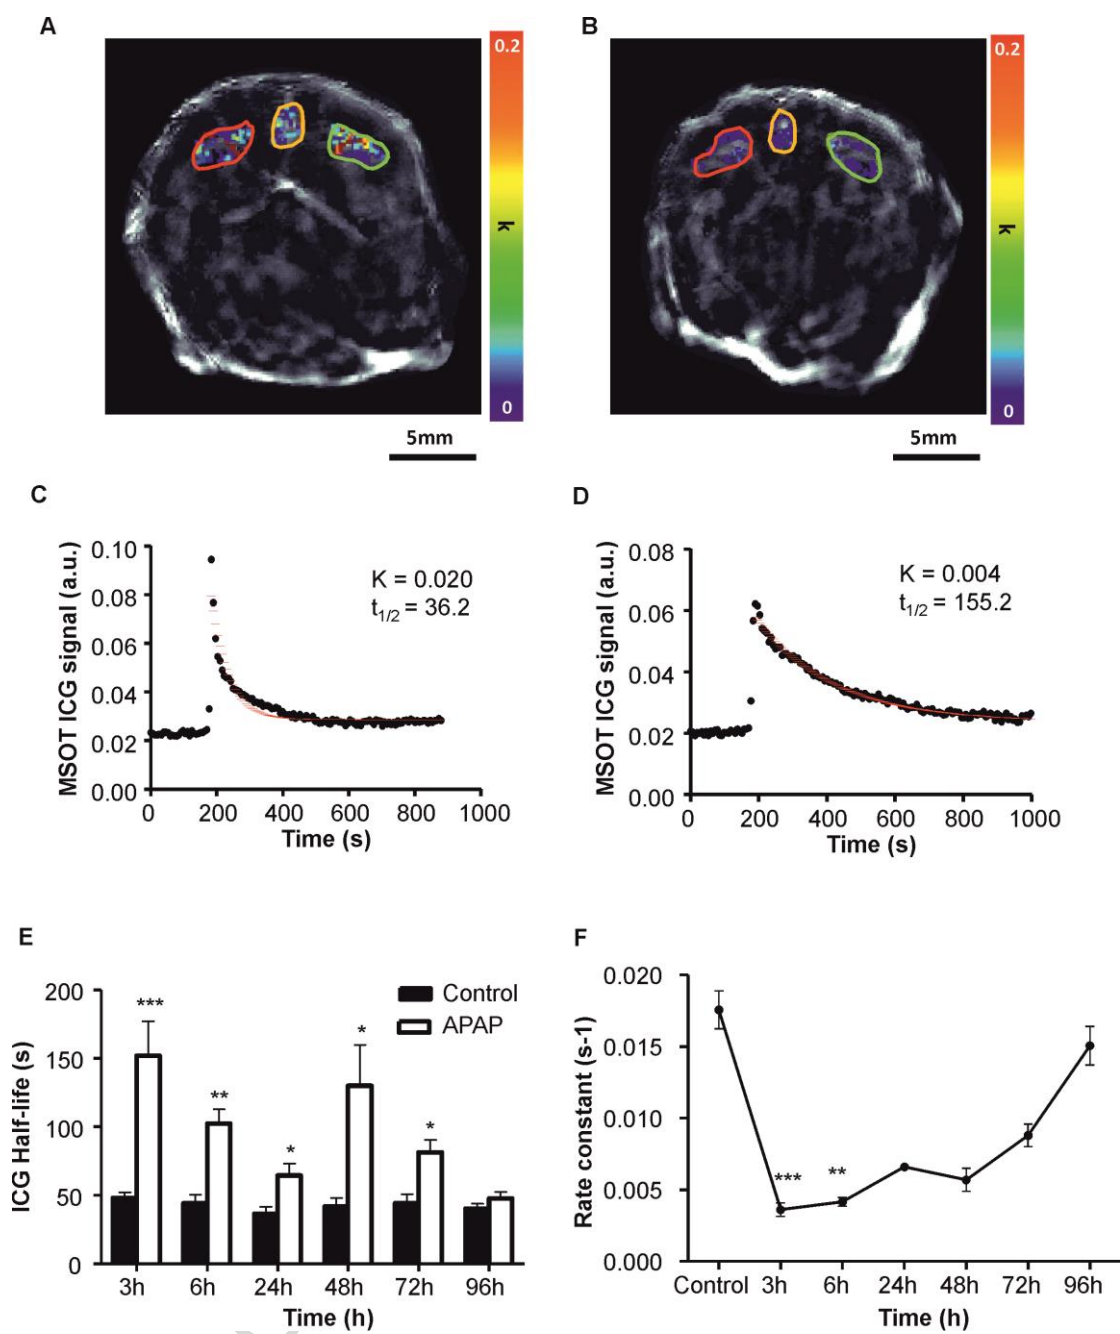 A
B
0.2
k
0
5mm
0.2
k
0
5mm
C
MSOT ICG signal (a.u.)
0.10
0.08
0.06
0.04
0.02
0.00
K = 0.020
t1/2 = 36.2
0 200 400 600 800 1000
Time (s)
D
MSOT ICG signal (a.u.)
0.08
0.06
0.04
0.02
0.00
K = 0.004
t1/2 = 155.2
0 200 400 600 800 1000
Time (s)
E
ICG Half-life (s)
200
150
100
50
0
Control
APAP
*** ** * * *
3h 6h 24h 48h 72h 96h
Time (h)
F
Rate constant (s-1)
0.020
0.015
0.010
0.005
0.000
*** **
Control 3h 6h 24h 48h 72h 96h
Time (h)